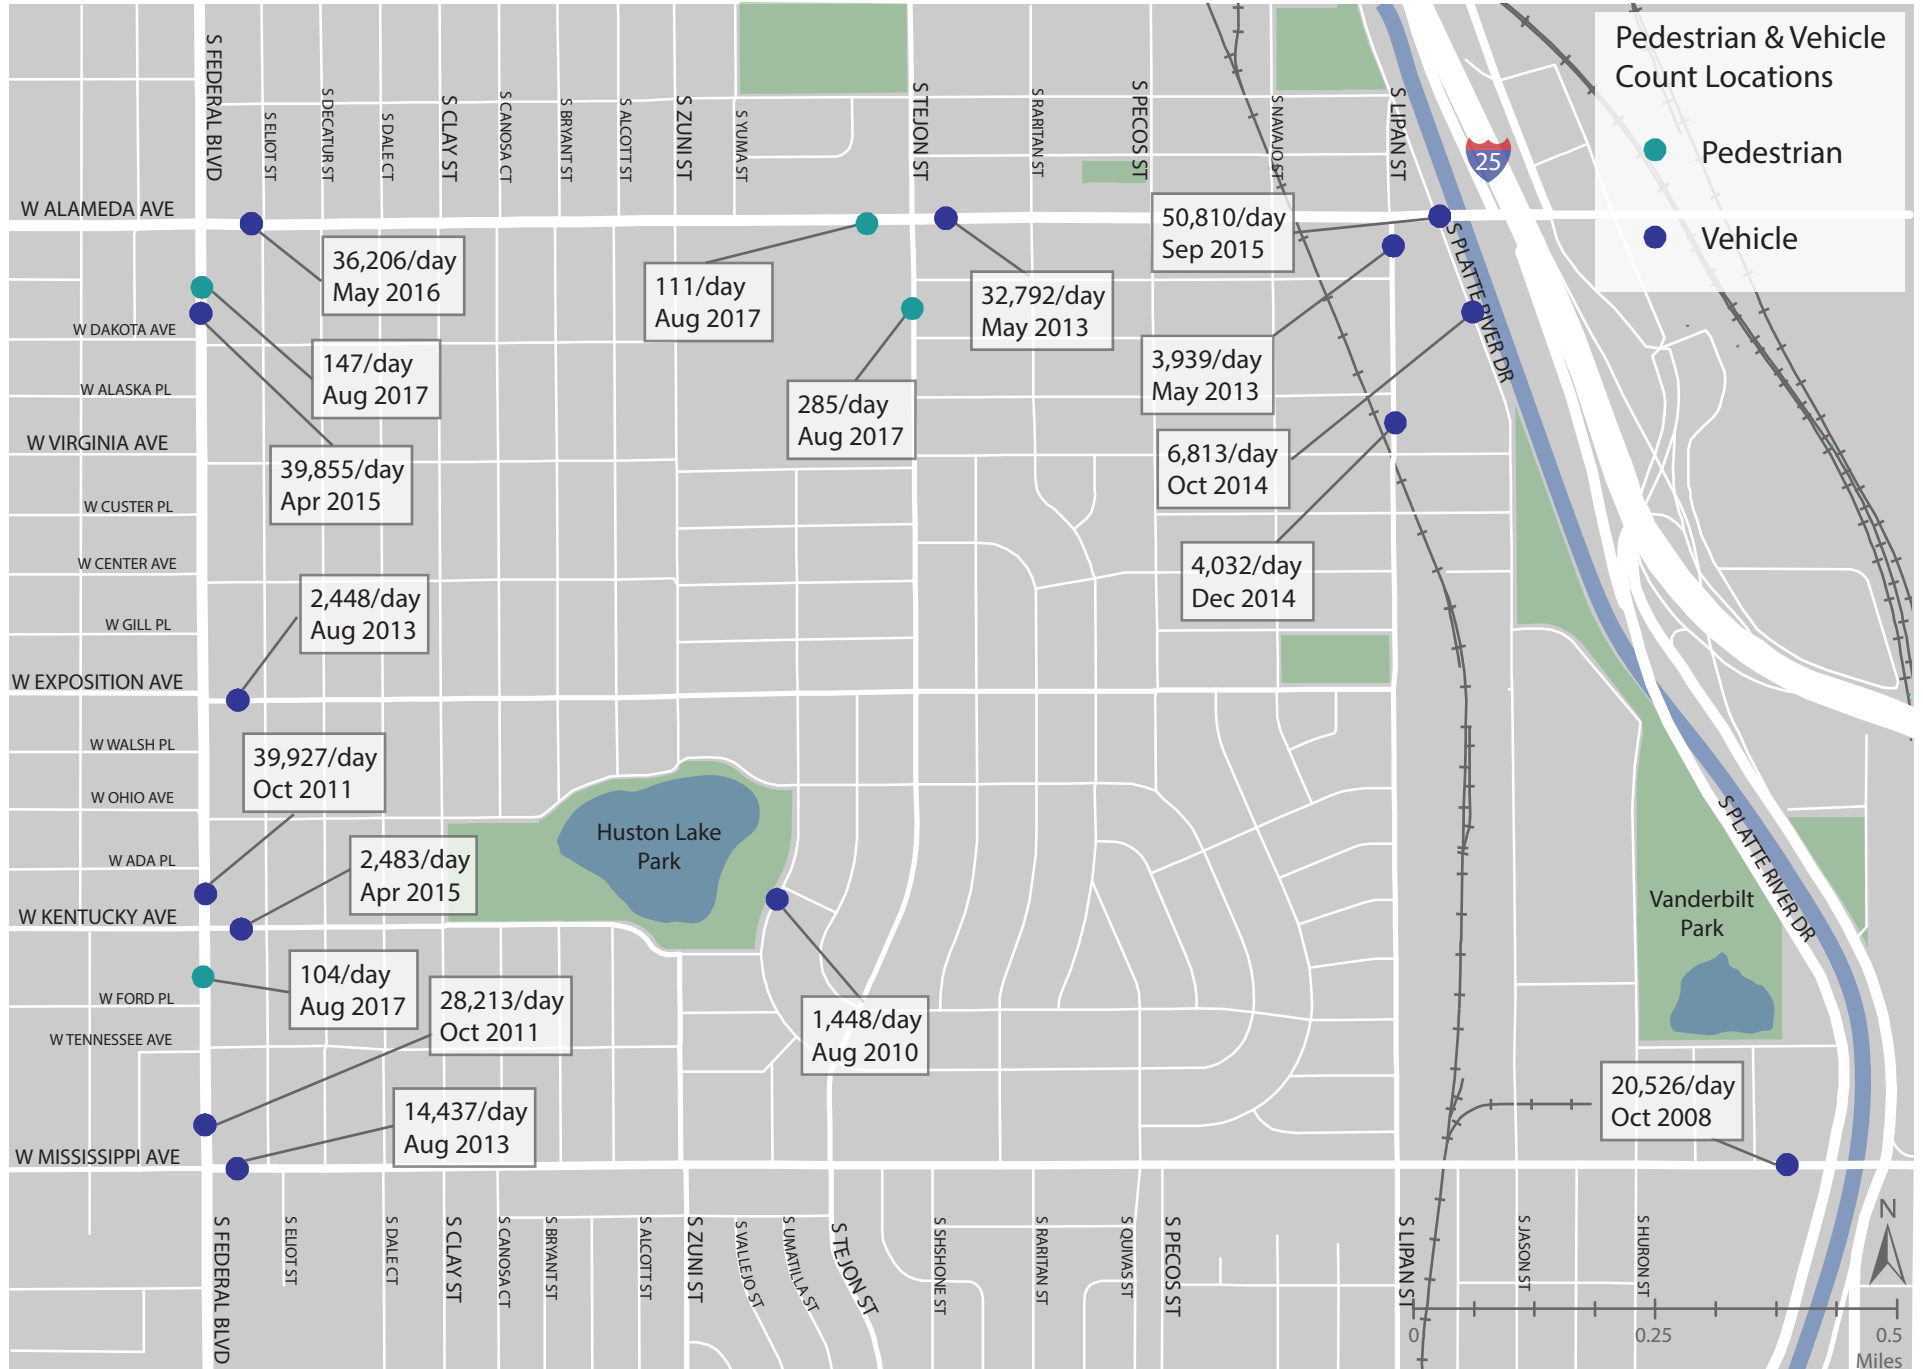 Pedestrian & Vehicle
Count Locations
Pedestrian
Vehicle
25
S FEDERAL BLVD
S ELIOT ST
S DECATUR ST
S DALE CT
S CLAY ST
S CANOSA CT
S BRYANT ST
S ALCOTT ST
S ZUNI ST
S YUMA ST
S TEJON ST
S RARITAN ST
S PECOS ST
S NAVAJO ST
S LIPAN ST
W ALAMEDA AVE
W DAKOTA AVE
W ALASKA PL
W VIRGINIA AVE
W CUSTER PL
W CENTER AVE
W GILL PL
W EXPOSITION AVE
W WALSH PL
W OHIO AVE
W ADA PL
W KENTUCKY AVE
W FORD PL
W TENNESSEE AVE
W MISSISSIPPI AVE
36,206/day
May 2016
147/day
Aug 2017
39,855/day
Apr 2015
111/day
Aug 2017
285/day
Aug 2017
32,792/day
May 2013
50,810/day
Sep 2015
3,939/day
May 2013
6,813/day
Oct 2014
4,032/day
Dec 2014
S PLATTE RIVER DR
2,448/day
Aug 2013
39,927/day
Oct 2011
2,483/day
Apr 2015
Huston Lake
Park
104/day
Aug 2017
28,213/day
Oct 2011
14,437/day
Aug 2013
1,448/day
Aug 2010
S PLATTE RIVER DR
Vanderbilt
Park
20,526/day
Oct 2008
S FEDERAL BLVD
S ELIOT ST
S DALE CT
S CLAY ST
S CANOSA CT
S BRYANT ST
S ALCOTT ST
S ZUNI ST
S VALLEJO ST
S UMATILLA ST
S TEJON ST
S SHSHONE ST
S RARITAN ST
S QUIVAS ST
S PECOS ST
S LIPAN ST
S JASON ST
S HURON ST
N
0
0.25
0.5
Miles